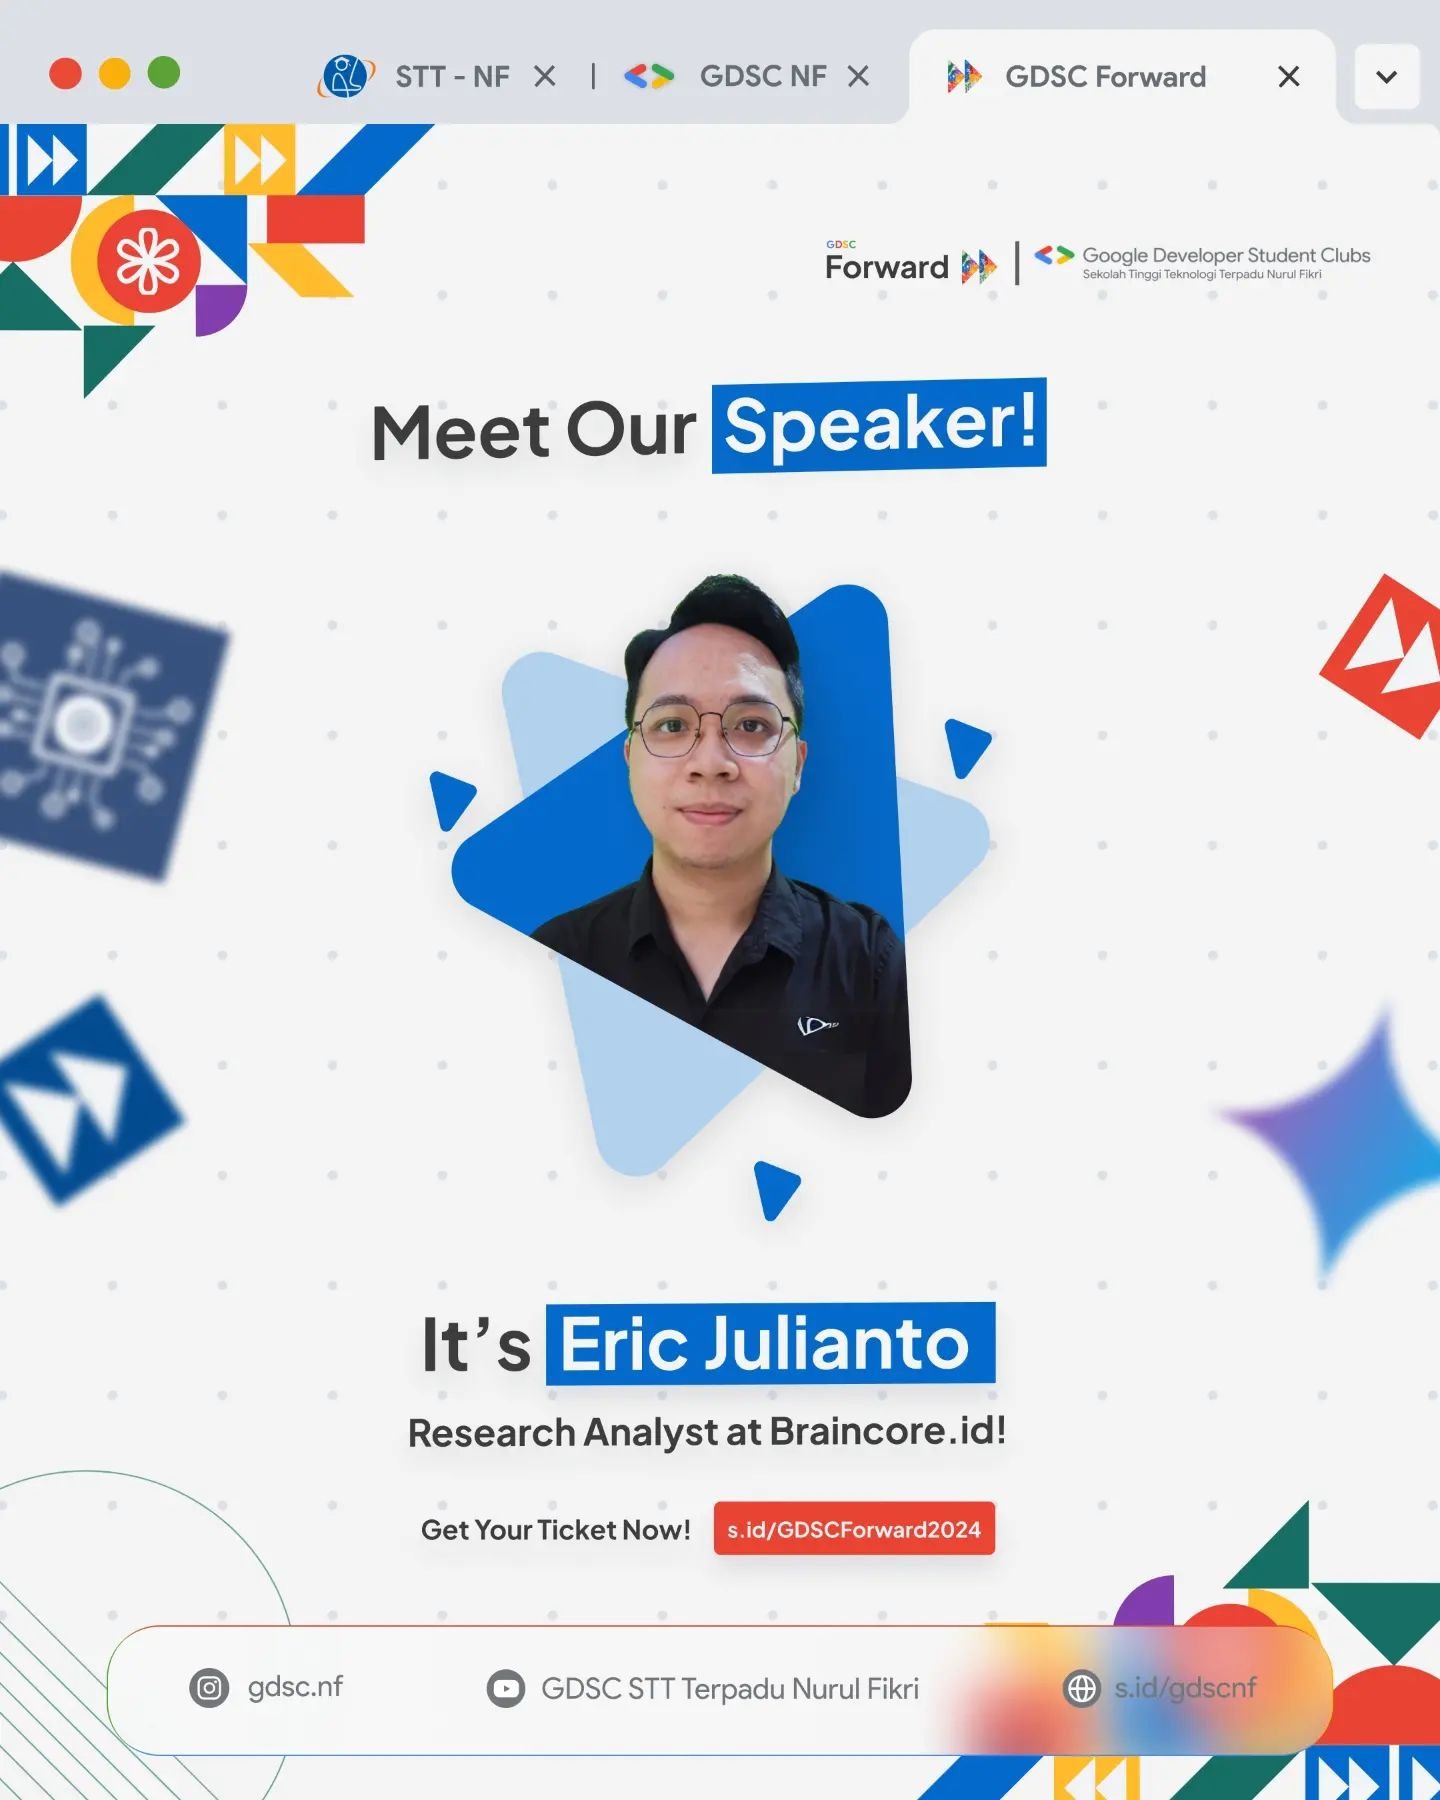 STT - NF
GDSC NF
GDSC Forward
GDSC
Forward
Google Developer Student Clubs
Sekolah Tinggi Teknologi Terpadu Nurul Fikri
Meet Our Speaker!
It’s Eric Julianto
Research Analyst at Braincore.id!
Get Your Ticket Now! s.id/GDSCForward2024
gdsc.nf
GDSC STT Terpadu Nurul Fikri
s.id/gdscnf